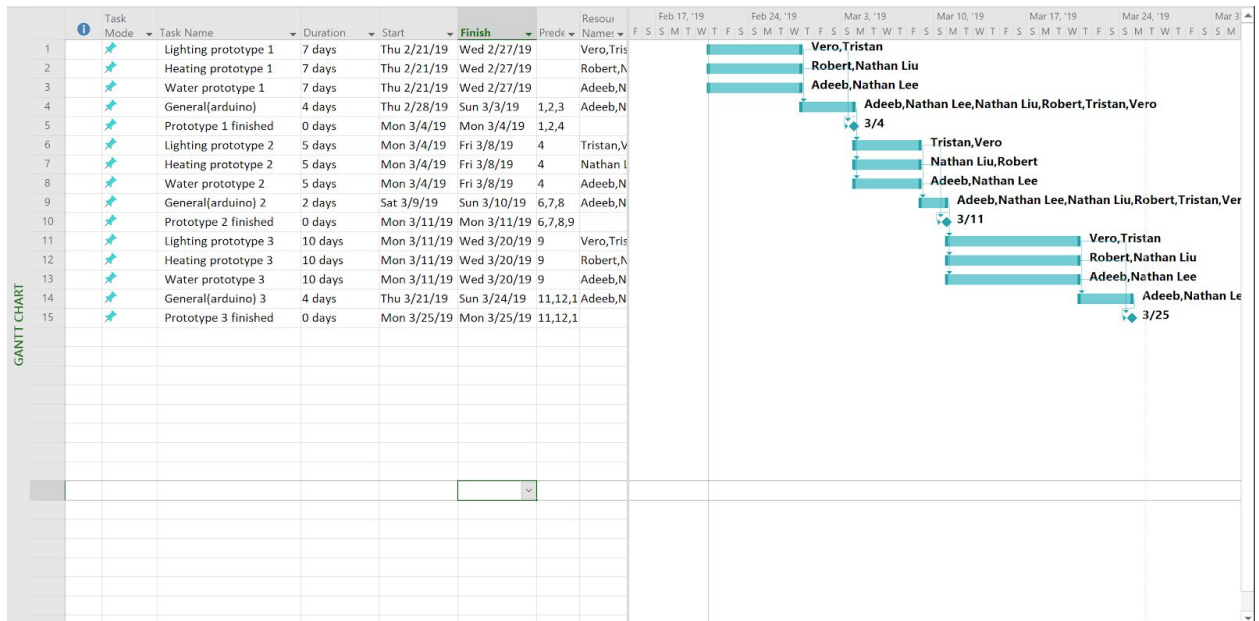 Feb 17, '19 Feb 24, '19 Mar 3, '19 Mar 10, '19 Mar 17, '19 Mar 24, '19 Mar 3
Task Mode Task Name Duration Start Finish Prede Resour Names F S S M T W T F S S M T W T F S S M T W T F S S M T W T F S S M T W T F S S M T W T F S S M
1 Lighting prototype 1 7 days Thu 2/21/19 Wed 2/27/19 Vero,Tris Vero,Tristan
2 Heating prototype 1 7 days Thu 2/21/19 Wed 2/27/19 Robert,N Robert,Nathan Liu
3 Water prototype 1 7 days Thu 2/21/19 Wed 2/27/19 Adeeb,N Adeeb,Nathan Lee
4 General(arduino) 4 days Thu 2/28/19 Sun 3/3/19 1,2,3 Adeeb,N Adeeb,Nathan Lee,Nathan Liu,Robert,Tristan,Vero
5 Prototype 1 finished 0 days Mon 3/4/19 Mon 3/4/19 1,2,4 3/4
6 Lighting prototype 2 5 days Mon 3/4/19 Fri 3/8/19 4 Tristan,V Tristan,Vero
7 Heating prototype 2 5 days Mon 3/4/19 Fri 3/8/19 4 Nathan L Nathan Liu,Robert
8 Water prototype 2 5 days Mon 3/4/19 Fri 3/8/19 4 Adeeb,N Adeeb,Nathan Lee
9 General(arduino) 2 2 days Sat 3/9/19 Sun 3/10/19 6,7,8 Adeeb,N Adeeb,Nathan Lee,Nathan Liu,Robert,Tristan,Ver
10 Prototype 2 finished 0 days Mon 3/11/19 Mon 3/11/19 6,7,8,9 3/11
11 Lighting prototype 3 10 days Mon 3/11/19 Wed 3/20/19 9 Vero,Tris Vero,Tristan
12 Heating prototype 3 10 days Mon 3/11/19 Wed 3/20/19 9 Robert,N Robert,Nathan Liu
13 Water prototype 3 10 days Mon 3/11/19 Wed 3/20/19 9 Adeeb,N Adeeb,Nathan Lee
14 General(arduino) 3 4 days Thu 3/21/19 Sun 3/24/19 11,12,1 Adeeb,N Adeeb,Nathan Le
15 Prototype 3 finished 0 days Mon 3/25/19 Mon 3/25/19 11,12,1 3/25
GANTT CHART